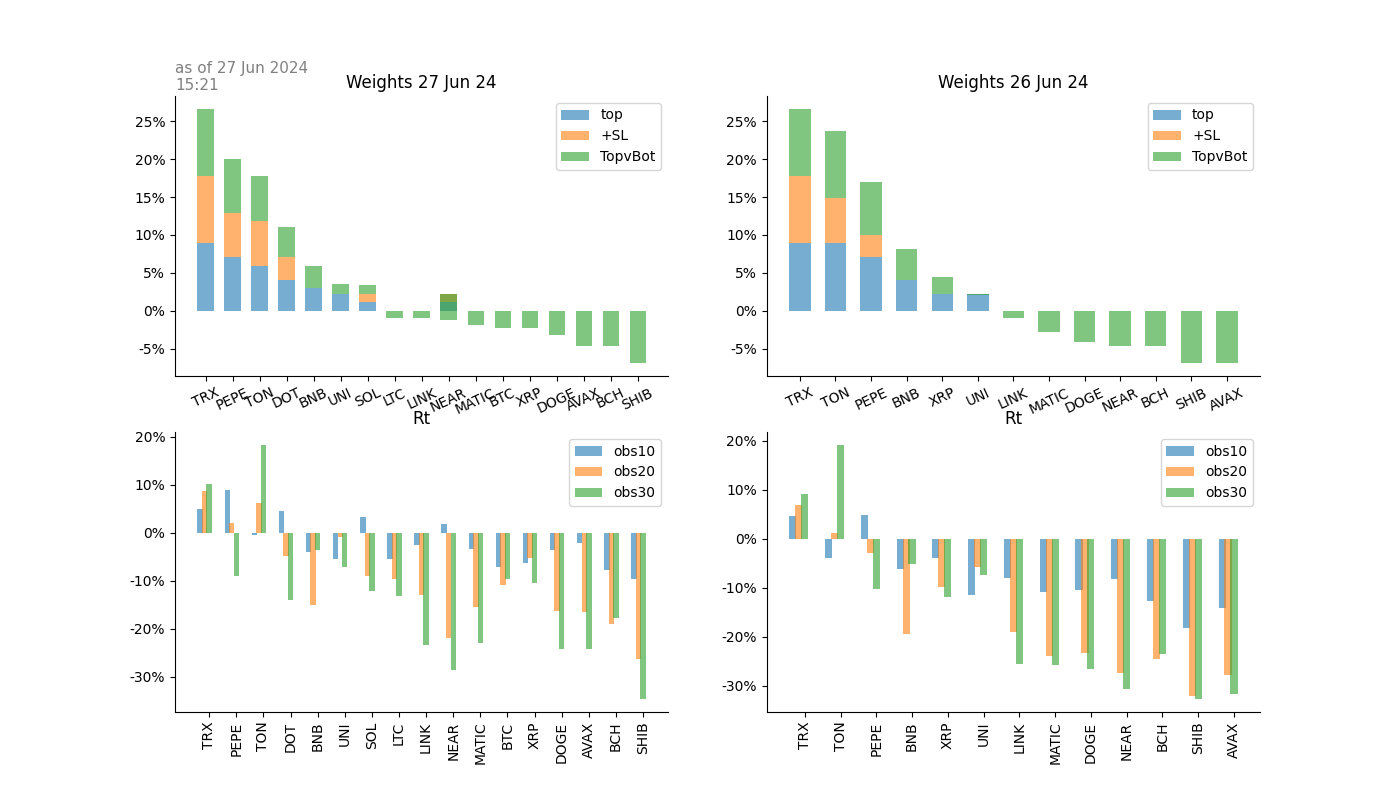 as of 27 Jun 2024
15:21
Weights 27 Jun 24
25%
20%
15%
10%
5%
0%
-5%
top
+SL
TopvBot
TRX PEPE TON DOT BNB UNI SOL LTC LINK NEAR MATIC BTC XRP DOGE AVAX BCH SHIB
Weights 26 Jun 24
25%
20%
15%
10%
5%
0%
-5%
top
+SL
TopvBot
TRX TON PEPE BNB XRP UNI LINK MATIC DOGE NEAR BCH SHIB AVAX
Rt
20%
10%
0%
-10%
-20%
-30%
obs10
obs20
obs30
TRX PEPE TON DOT BNB UNI SOL LTC LINK NEAR MATIC BTC XRP DOGE AVAX BCH SHIB
Rt
20%
10%
0%
-10%
-20%
-30%
obs10
obs20
obs30
TRX TON PEPE BNB XRP UNI LINK MATIC DOGE NEAR BCH SHIB AVAX